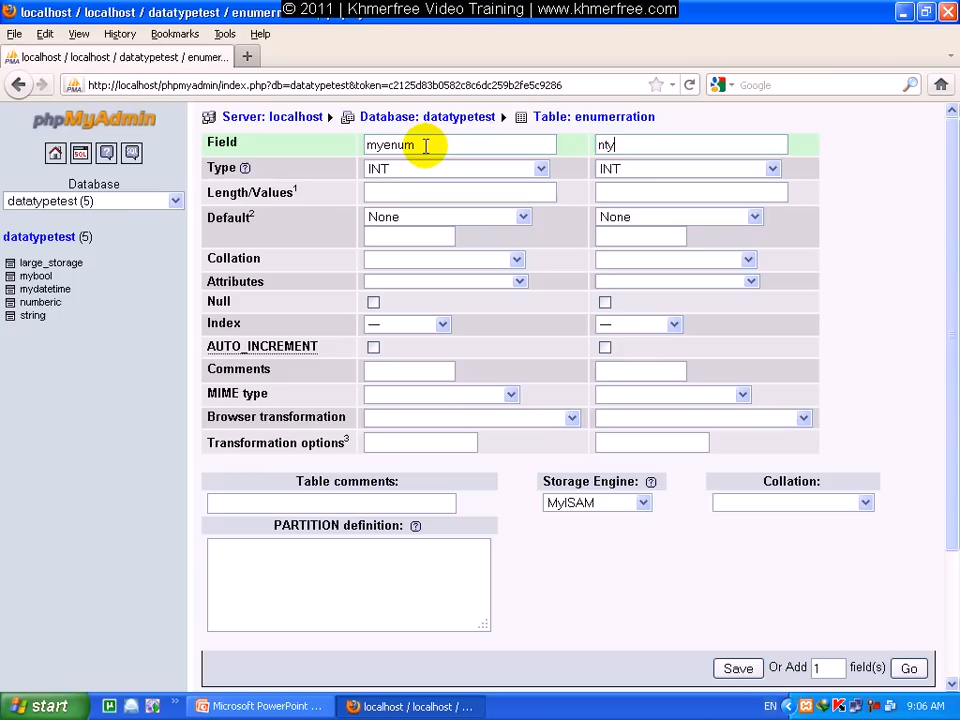 localhost / localhost / datatypetest / enumerr
© 2011 | Khmerfree Video Training | www.khmerfree.com
File Edit View History Bookmarks Tools Help
PMA localhost / localhost / datatypetest / enumer...
http://localhost/phpmyadmin/index.php?db=datatypetest&token=c2125d83b0582c8c6dc259b2fe5c9286
Google
phpMyAdmin
Database
datatypetest (5)
datatypetest (5)
large_storage
mybool
mydatetime
numberic
string
Server: localhost Database: datatypetest Table: enumerration
Field myenum nty
Type INT INT
Length/Values1
Default2 None None
Collation
Attributes
Null
Index — —
AUTO_INCREMENT
Comments
MIME type
Browser transformation
Transformation options3
Table comments: Storage Engine: Collation:
MyISAM
PARTITION definition:
Save Or Add 1 field(s) Go
start Microsoft PowerPoint ... localhost / localhost / ... EN 9:06 AM